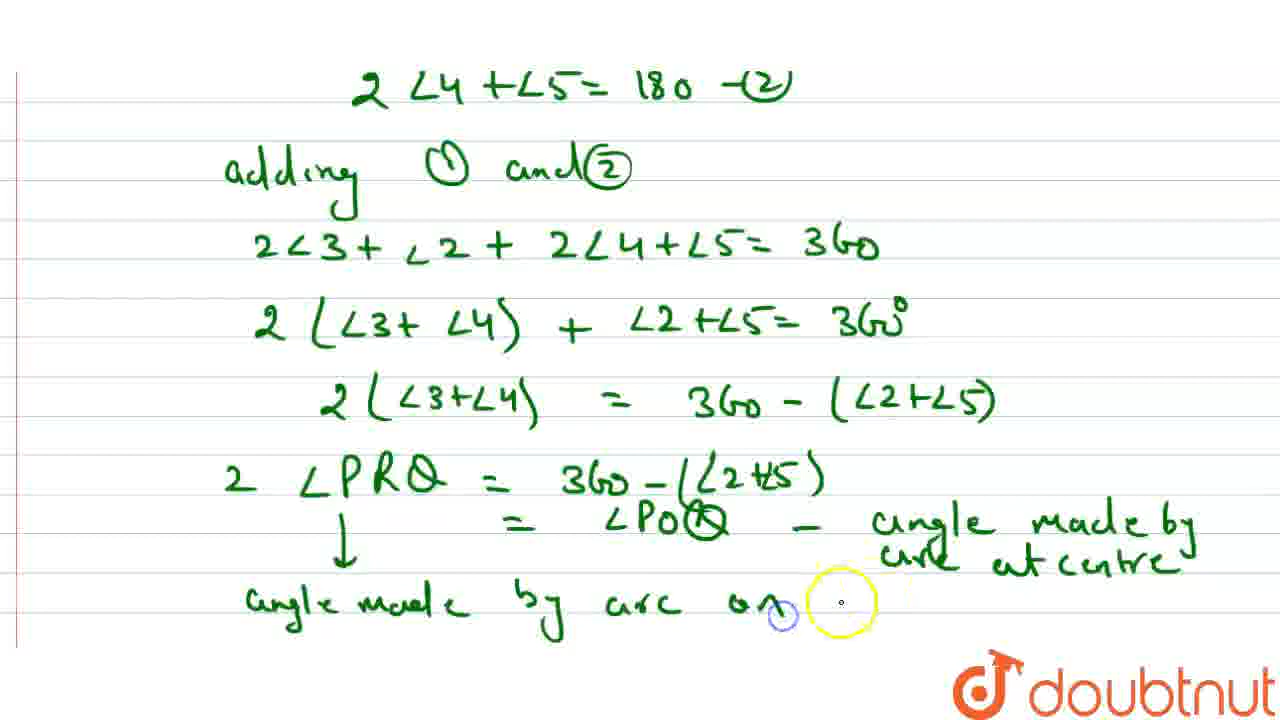 2 ∠4 + ∠5 = 180 - ②
adding ① and ②
2∠3 + ∠2 + 2∠4 + ∠5 = 360
2 (∠3 + ∠4) + ∠2 + ∠5 = 360°
2 (∠3 + ∠4) = 360 - (∠2 + ∠5)
2 ∠PRQ = 360 - (∠2 + ∠5)
= ∠POQ - angle made by
arc at centre
angle made by arc on
doubtnut